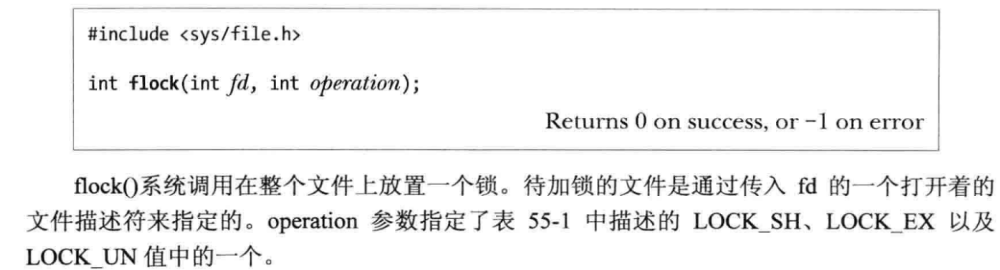 #include <sys/file.h>
int flock(int fd, int operation);
Returns 0 on success, or −1 on error
flock()系统调用在整个文件上放置一个锁。待加锁的文件是通过传入 fd 的一个打开着的
文件描述符来指定的。operation 参数指定了表 55-1 中描述的 LOCK_SH、LOCK_EX 以及
LOCK_UN 值中的一个。